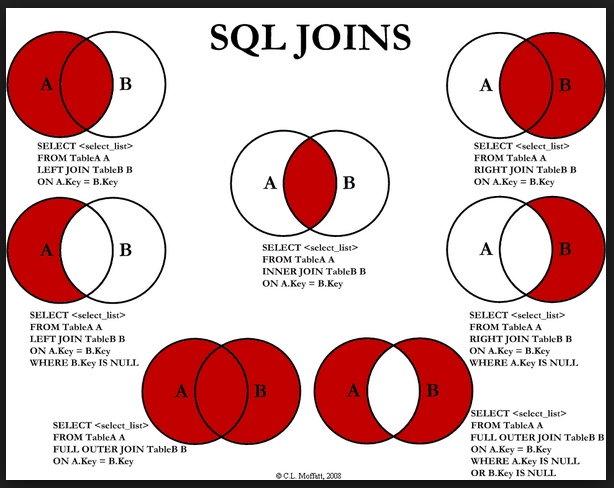 SQL JOINS
A B
SELECT <select_list>
FROM TableA A
LEFT JOIN TableB B
ON A.Key = B.Key
A B
SELECT <select_list>
FROM TableA A
RIGHT JOIN TableB B
ON A.Key = B.Key
A B
SELECT <select_list>
FROM TableA A
INNER JOIN TableB B
ON A.Key = B.Key
A B
SELECT <select_list>
FROM TableA A
LEFT JOIN TableB B
ON A.Key = B.Key
WHERE B.Key IS NULL
A B
SELECT <select_list>
FROM TableA A
RIGHT JOIN TableB B
ON A.Key = B.Key
WHERE A.Key IS NULL
A B
SELECT <select_list>
FROM TableA A
FULL OUTER JOIN TableB B
ON A.Key = B.Key
A B
SELECT <select_list>
FROM TableA A
FULL OUTER JOIN TableB B
ON A.Key = B.Key
WHERE A.Key IS NULL
OR B.Key IS NULL
© C.L. Moffatt, 2008